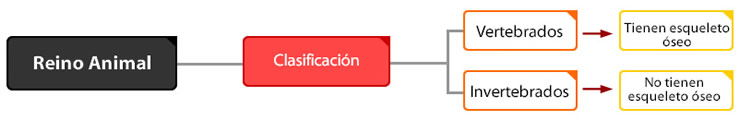 Reino Animal
Clasificación
Vertebrados
Tienen esqueleto
óseo
Invertebrados
No tienen
esqueleto óseo